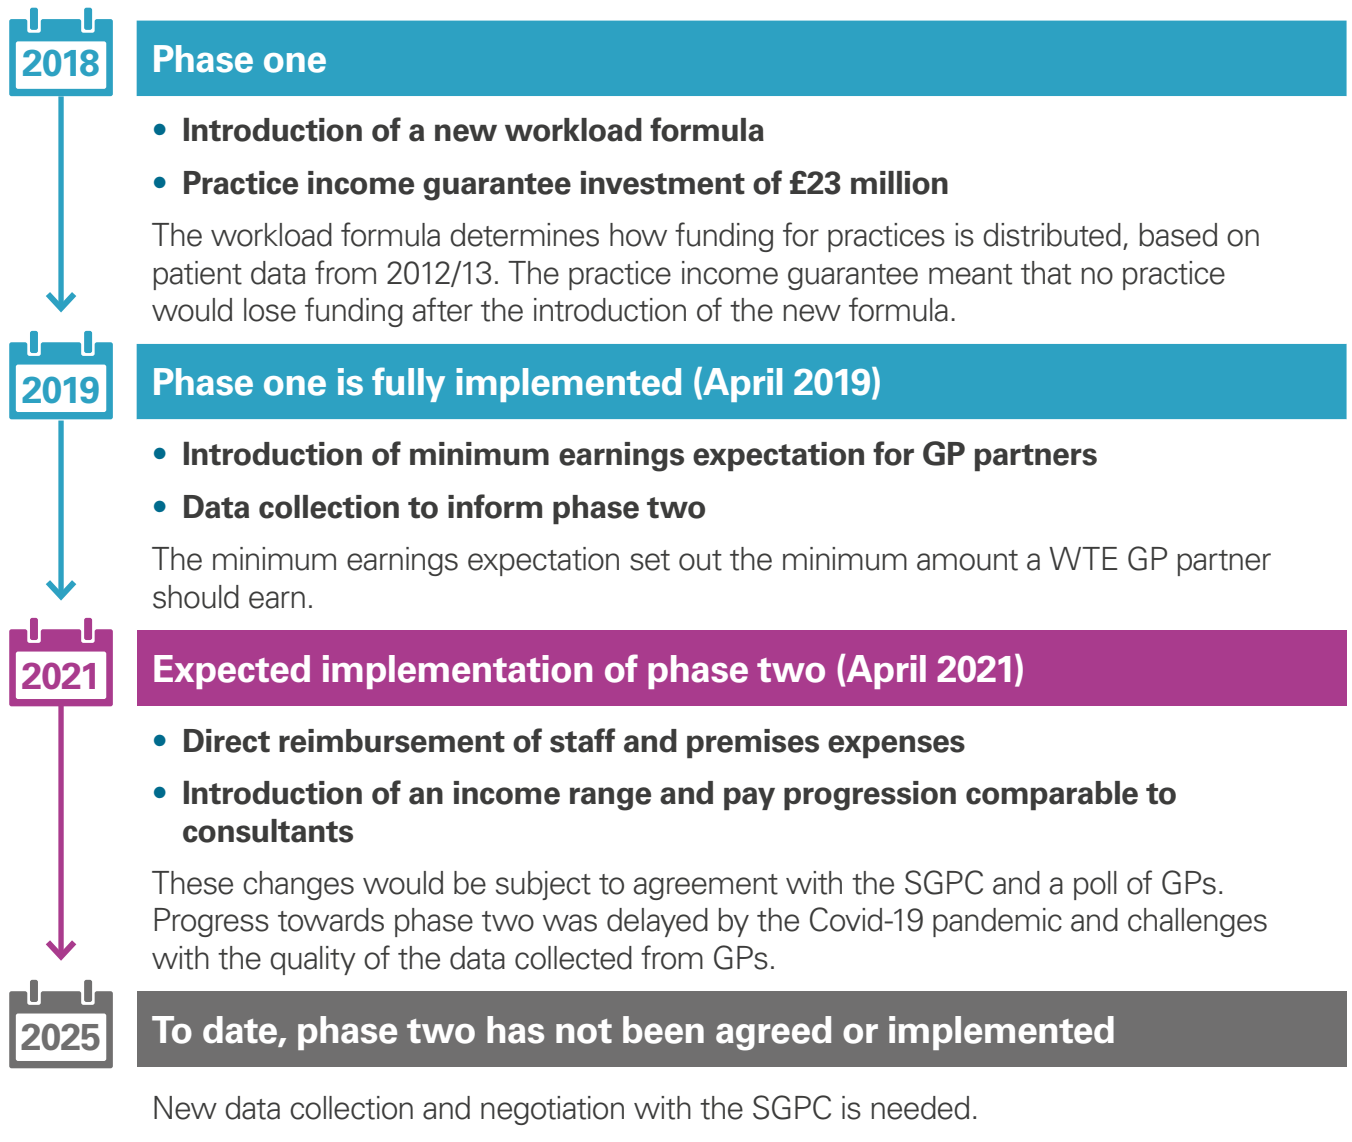 2018
Phase one
• Introduction of a new workload formula
• Practice income guarantee investment of £23 million
The workload formula determines how funding for practices is distributed, based on
patient data from 2012/13. The practice income guarantee meant that no practice
would lose funding after the introduction of the new formula.
2019
Phase one is fully implemented (April 2019)
• Introduction of minimum earnings expectation for GP partners
• Data collection to inform phase two
The minimum earnings expectation set out the minimum amount a WTE GP partner
should earn.
2021
Expected implementation of phase two (April 2021)
• Direct reimbursement of staff and premises expenses
• Introduction of an income range and pay progression comparable to
consultants
These changes would be subject to agreement with the SGPC and a poll of GPs.
Progress towards phase two was delayed by the Covid-19 pandemic and challenges
with the quality of the data collected from GPs.
2025
To date, phase two has not been agreed or implemented
New data collection and negotiation with the SGPC is needed.